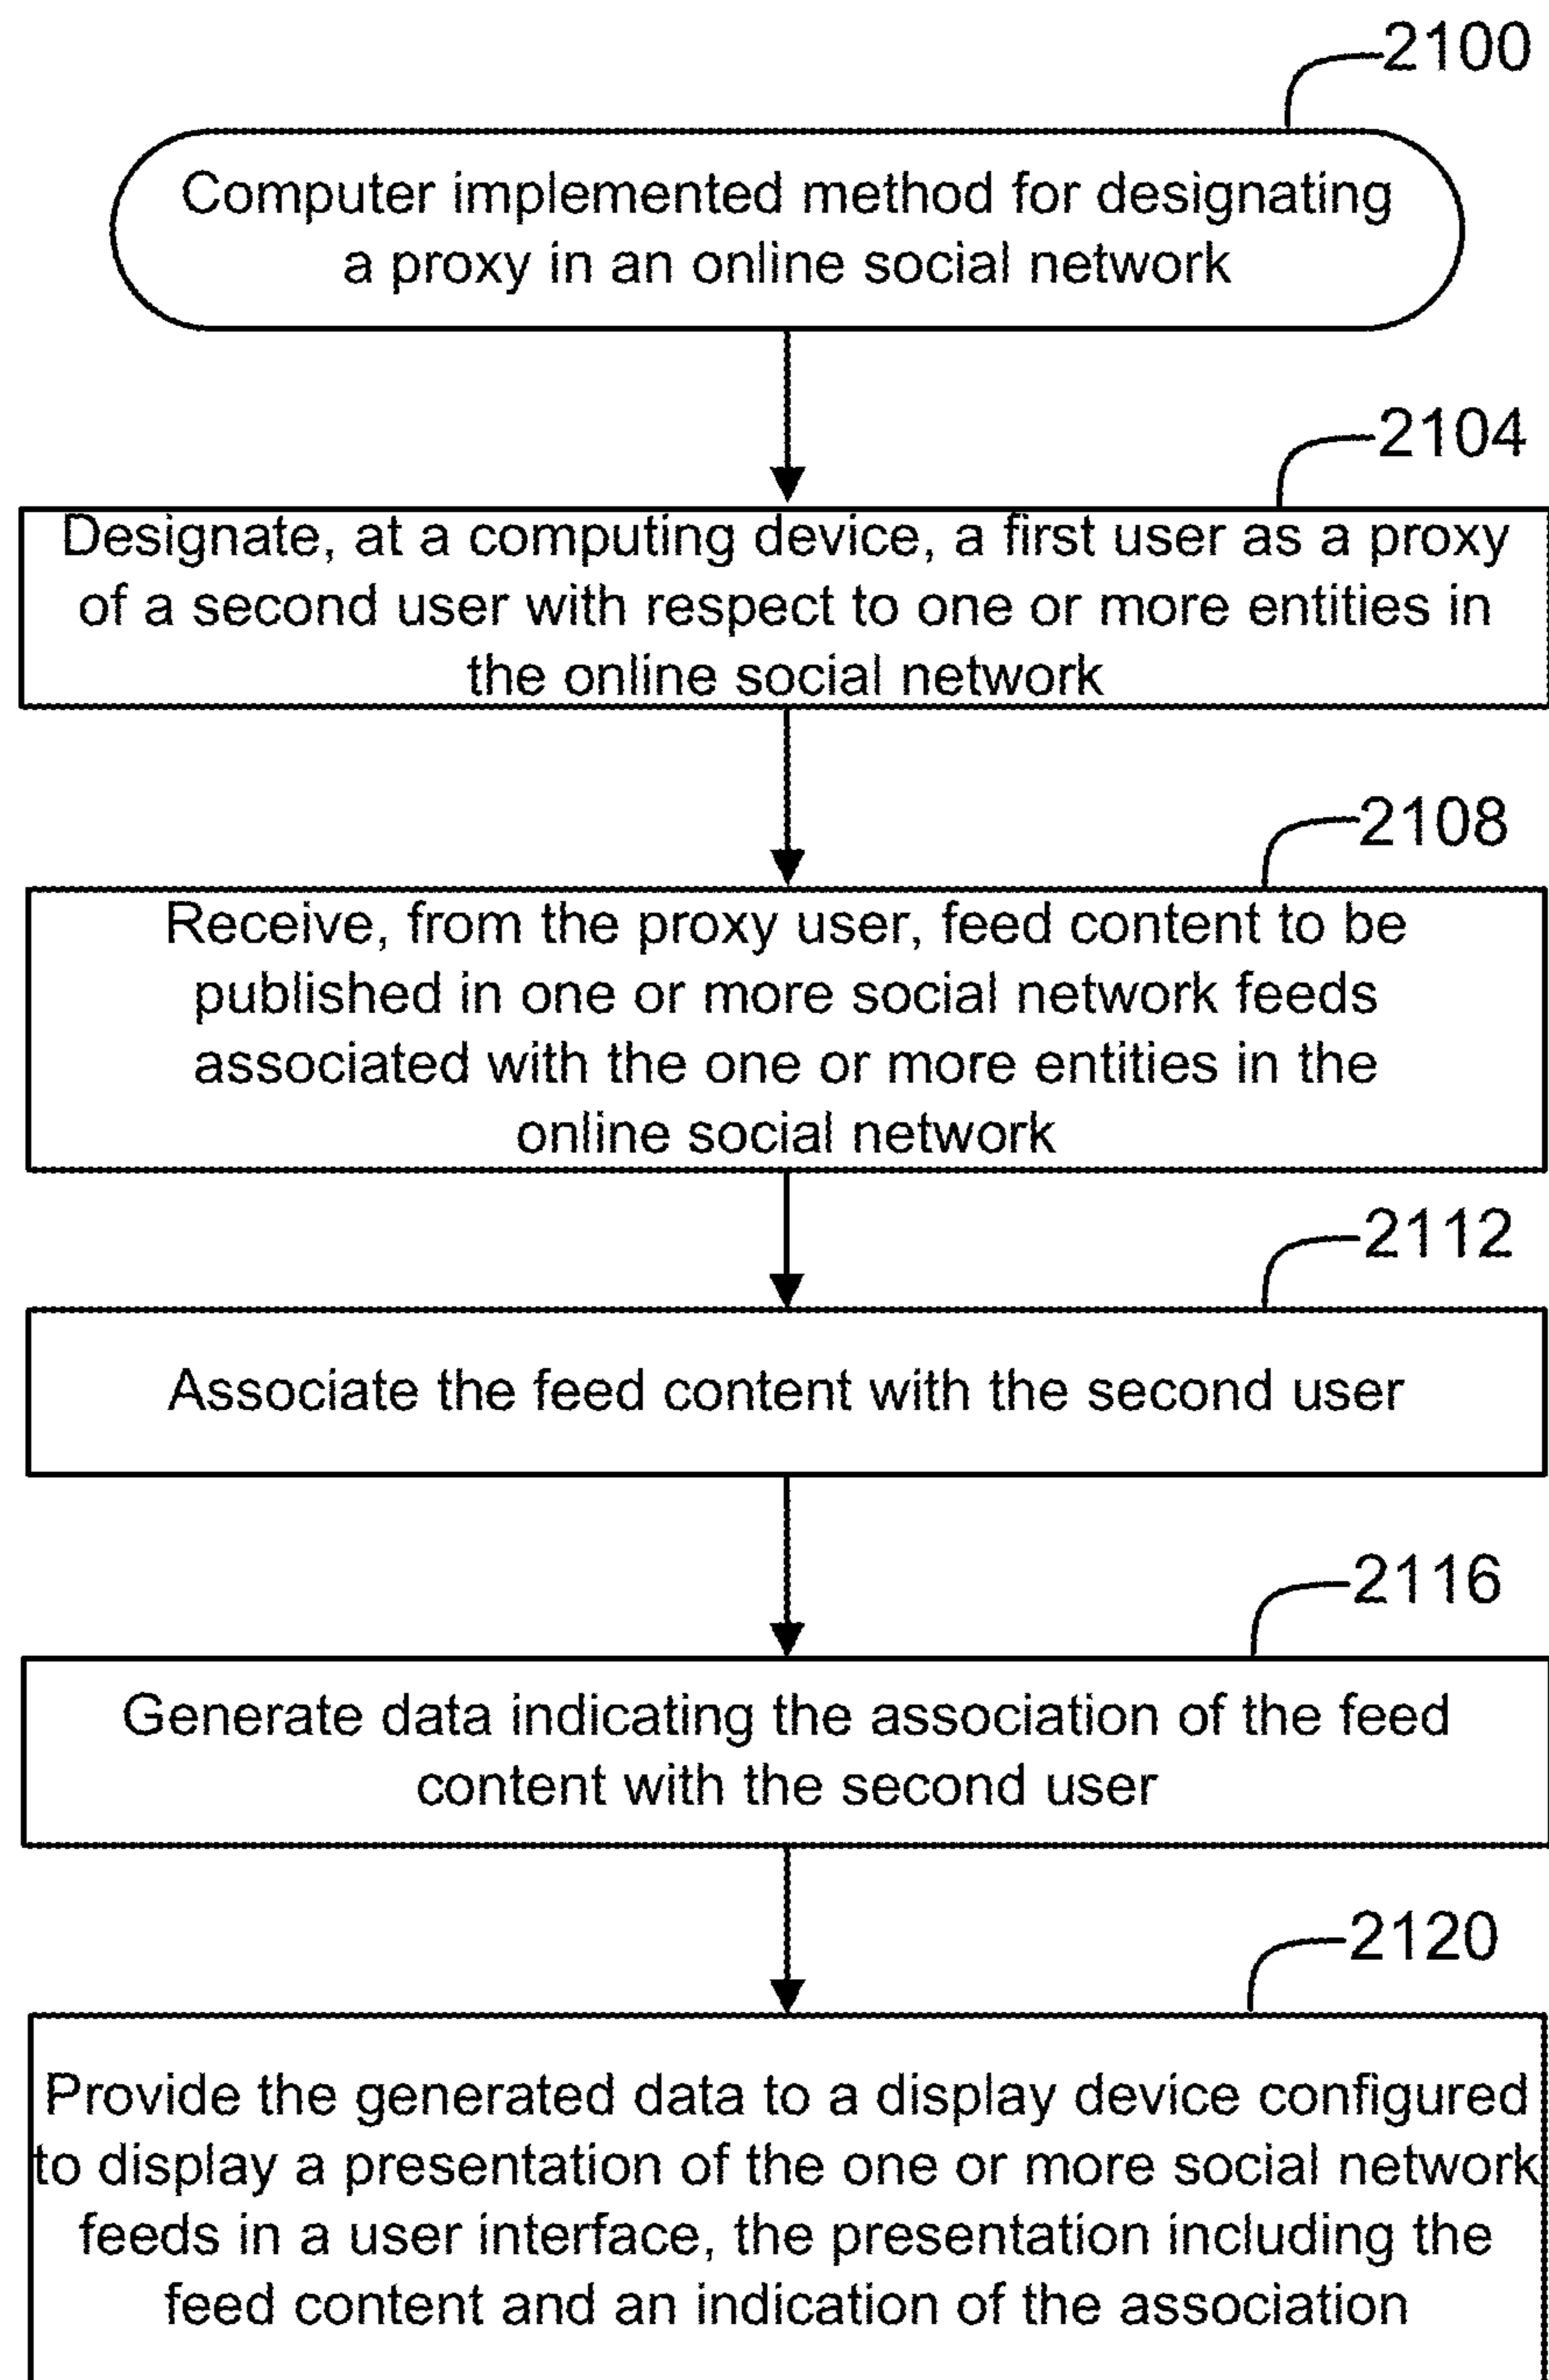 2100
Computer implemented method for designating
a proxy in an online social network
2104
Designate, at a computing device, a first user as a proxy
of a second user with respect to one or more entities in
the online social network
2108
Receive, from the proxy user, feed content to be
published in one or more social network feeds
associated with the one or more entities in the
online social network
2112
Associate the feed content with the second user
2116
Generate data indicating the association of the feed
content with the second user
2120
Provide the generated data to a display device configured
to display a presentation of the one or more social network
feeds in a user interface, the presentation including the
feed content and an indication of the association